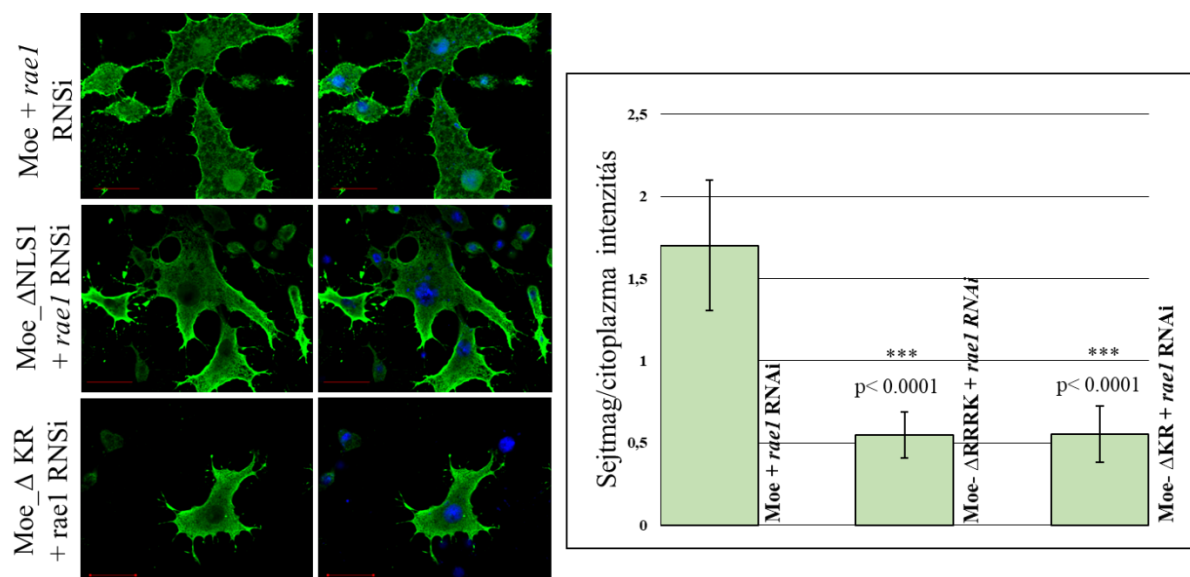 Moe + rae1
RNSi
Moe_ΔNLS1
+ rae1 RNSi
Moe_Δ KR
+ rae1 RNSi
Sejtmag/citoplazma intenzitás
2,5
2
1,5
1
0,5
0
Moe + rae1 RNAi
***
p< 0.0001
Moe- ΔRRRK + rae1 RNAi
***
p< 0.0001
Moe- ΔKR + rae1 RNAi